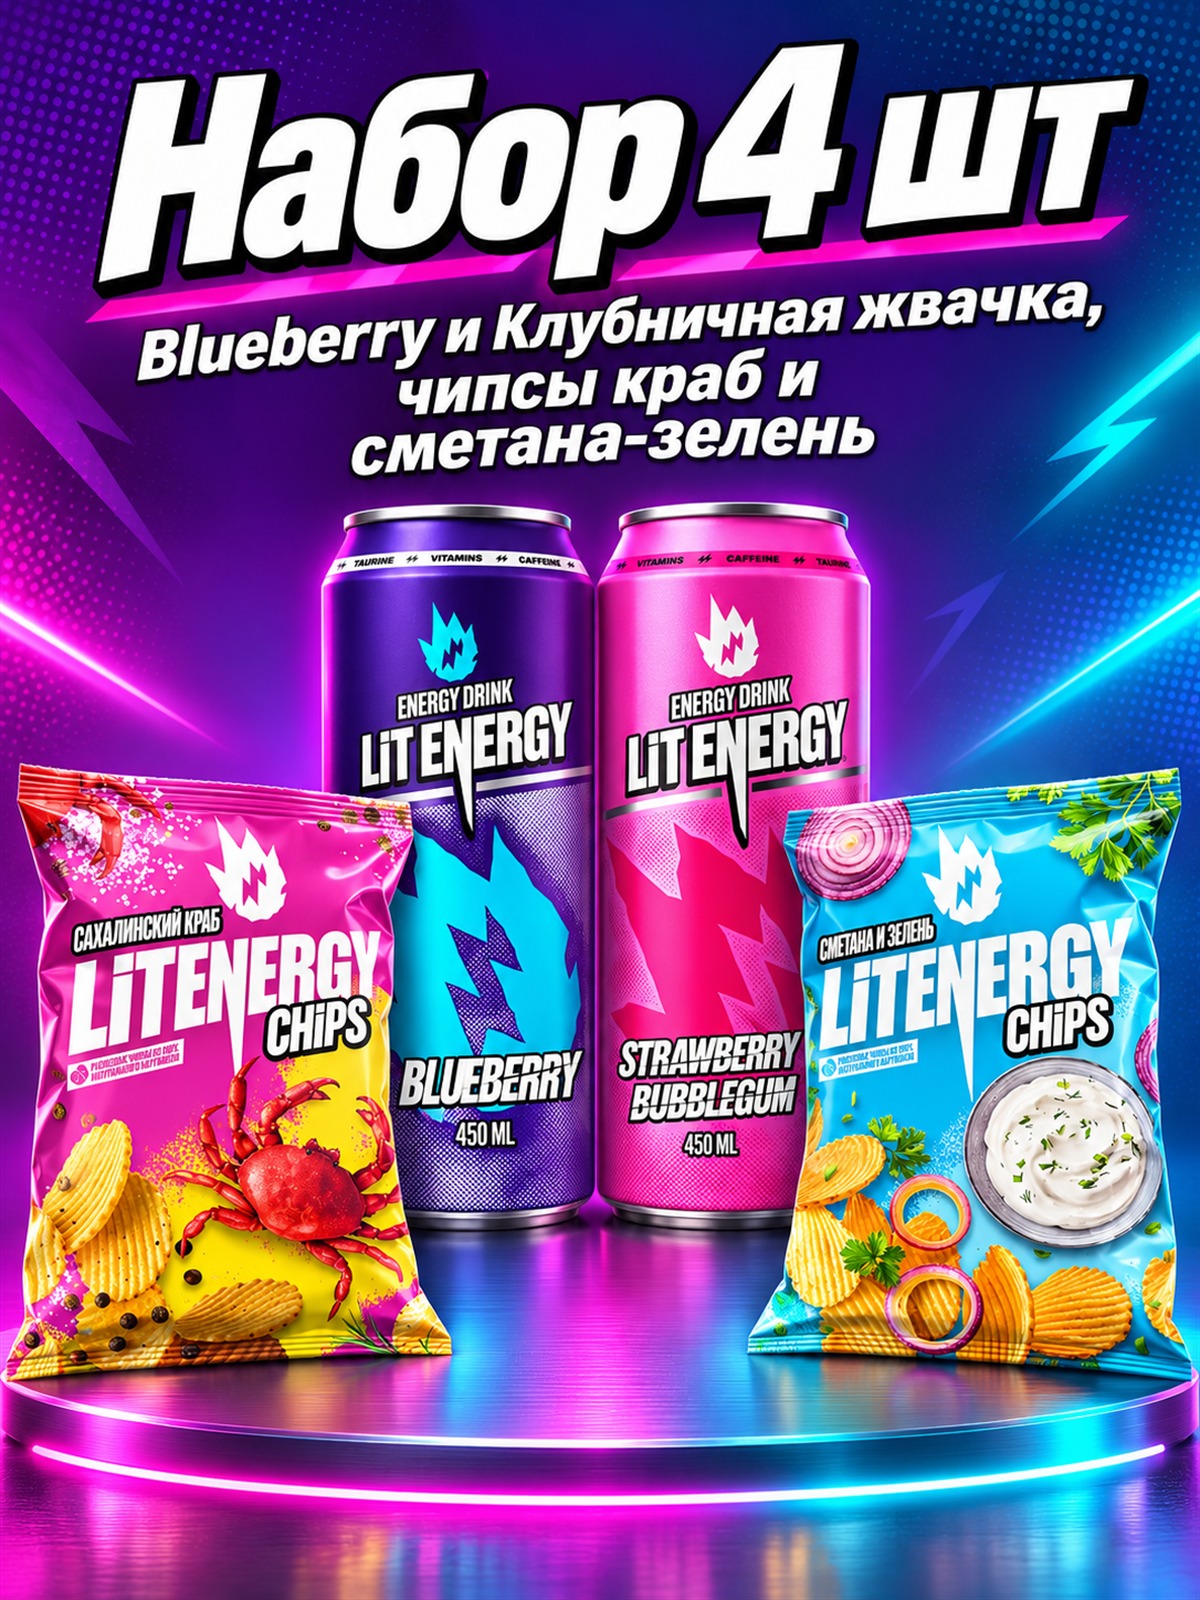 Набор 4 шт
Blueberry и Клубничная жвачка,
чипсы краб и
сметана-зелень
TAURINE VITAMINS CAFFEINE
VITAMINS CAFFEINE TAURINE
ENERGY DRINK
LiT ENERGY
BLUEBERRY
450 ML
ENERGY DRINK
LiT ENERGY
STRAWBERRY
BUBBLEGUM
450 ML
САХАЛИНСКИЙ КРАБ
LiTENERGY
CHiPS
СМЕТАНА И ЗЕЛЕНЬ
LiTENERGY
CHiPS